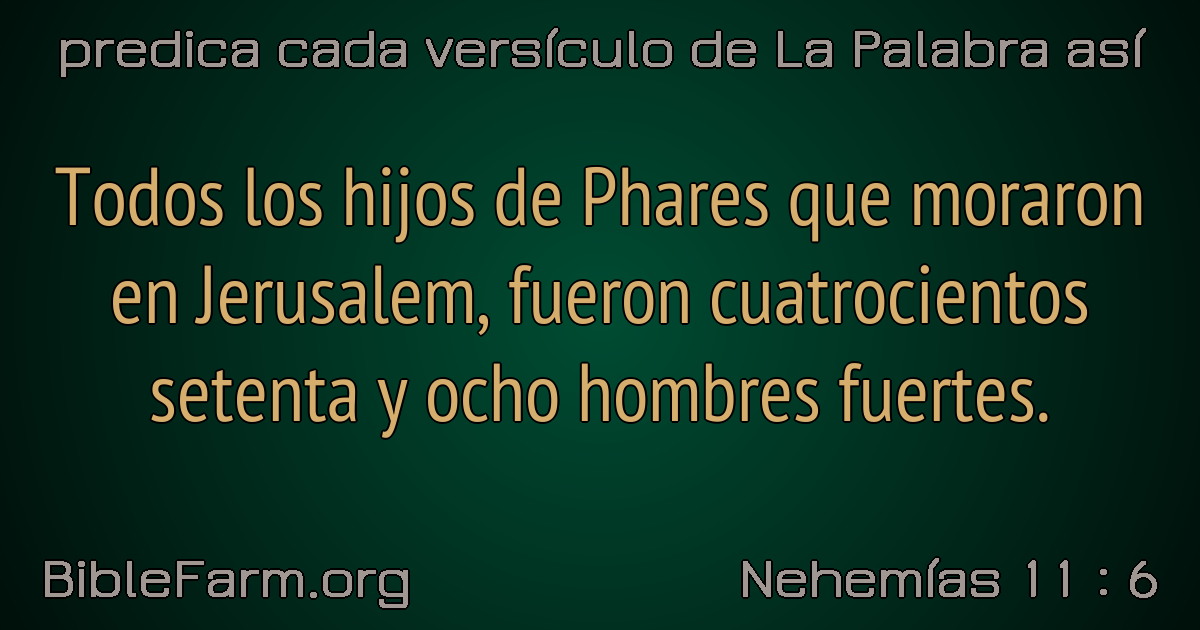 predica cada versículo de La Palabra así
Todos los hijos de Phares que moraron
en Jerusalem, fueron cuatrocientos
setenta y ocho hombres fuertes.
BibleFarm.org
Nehemías 11 : 6